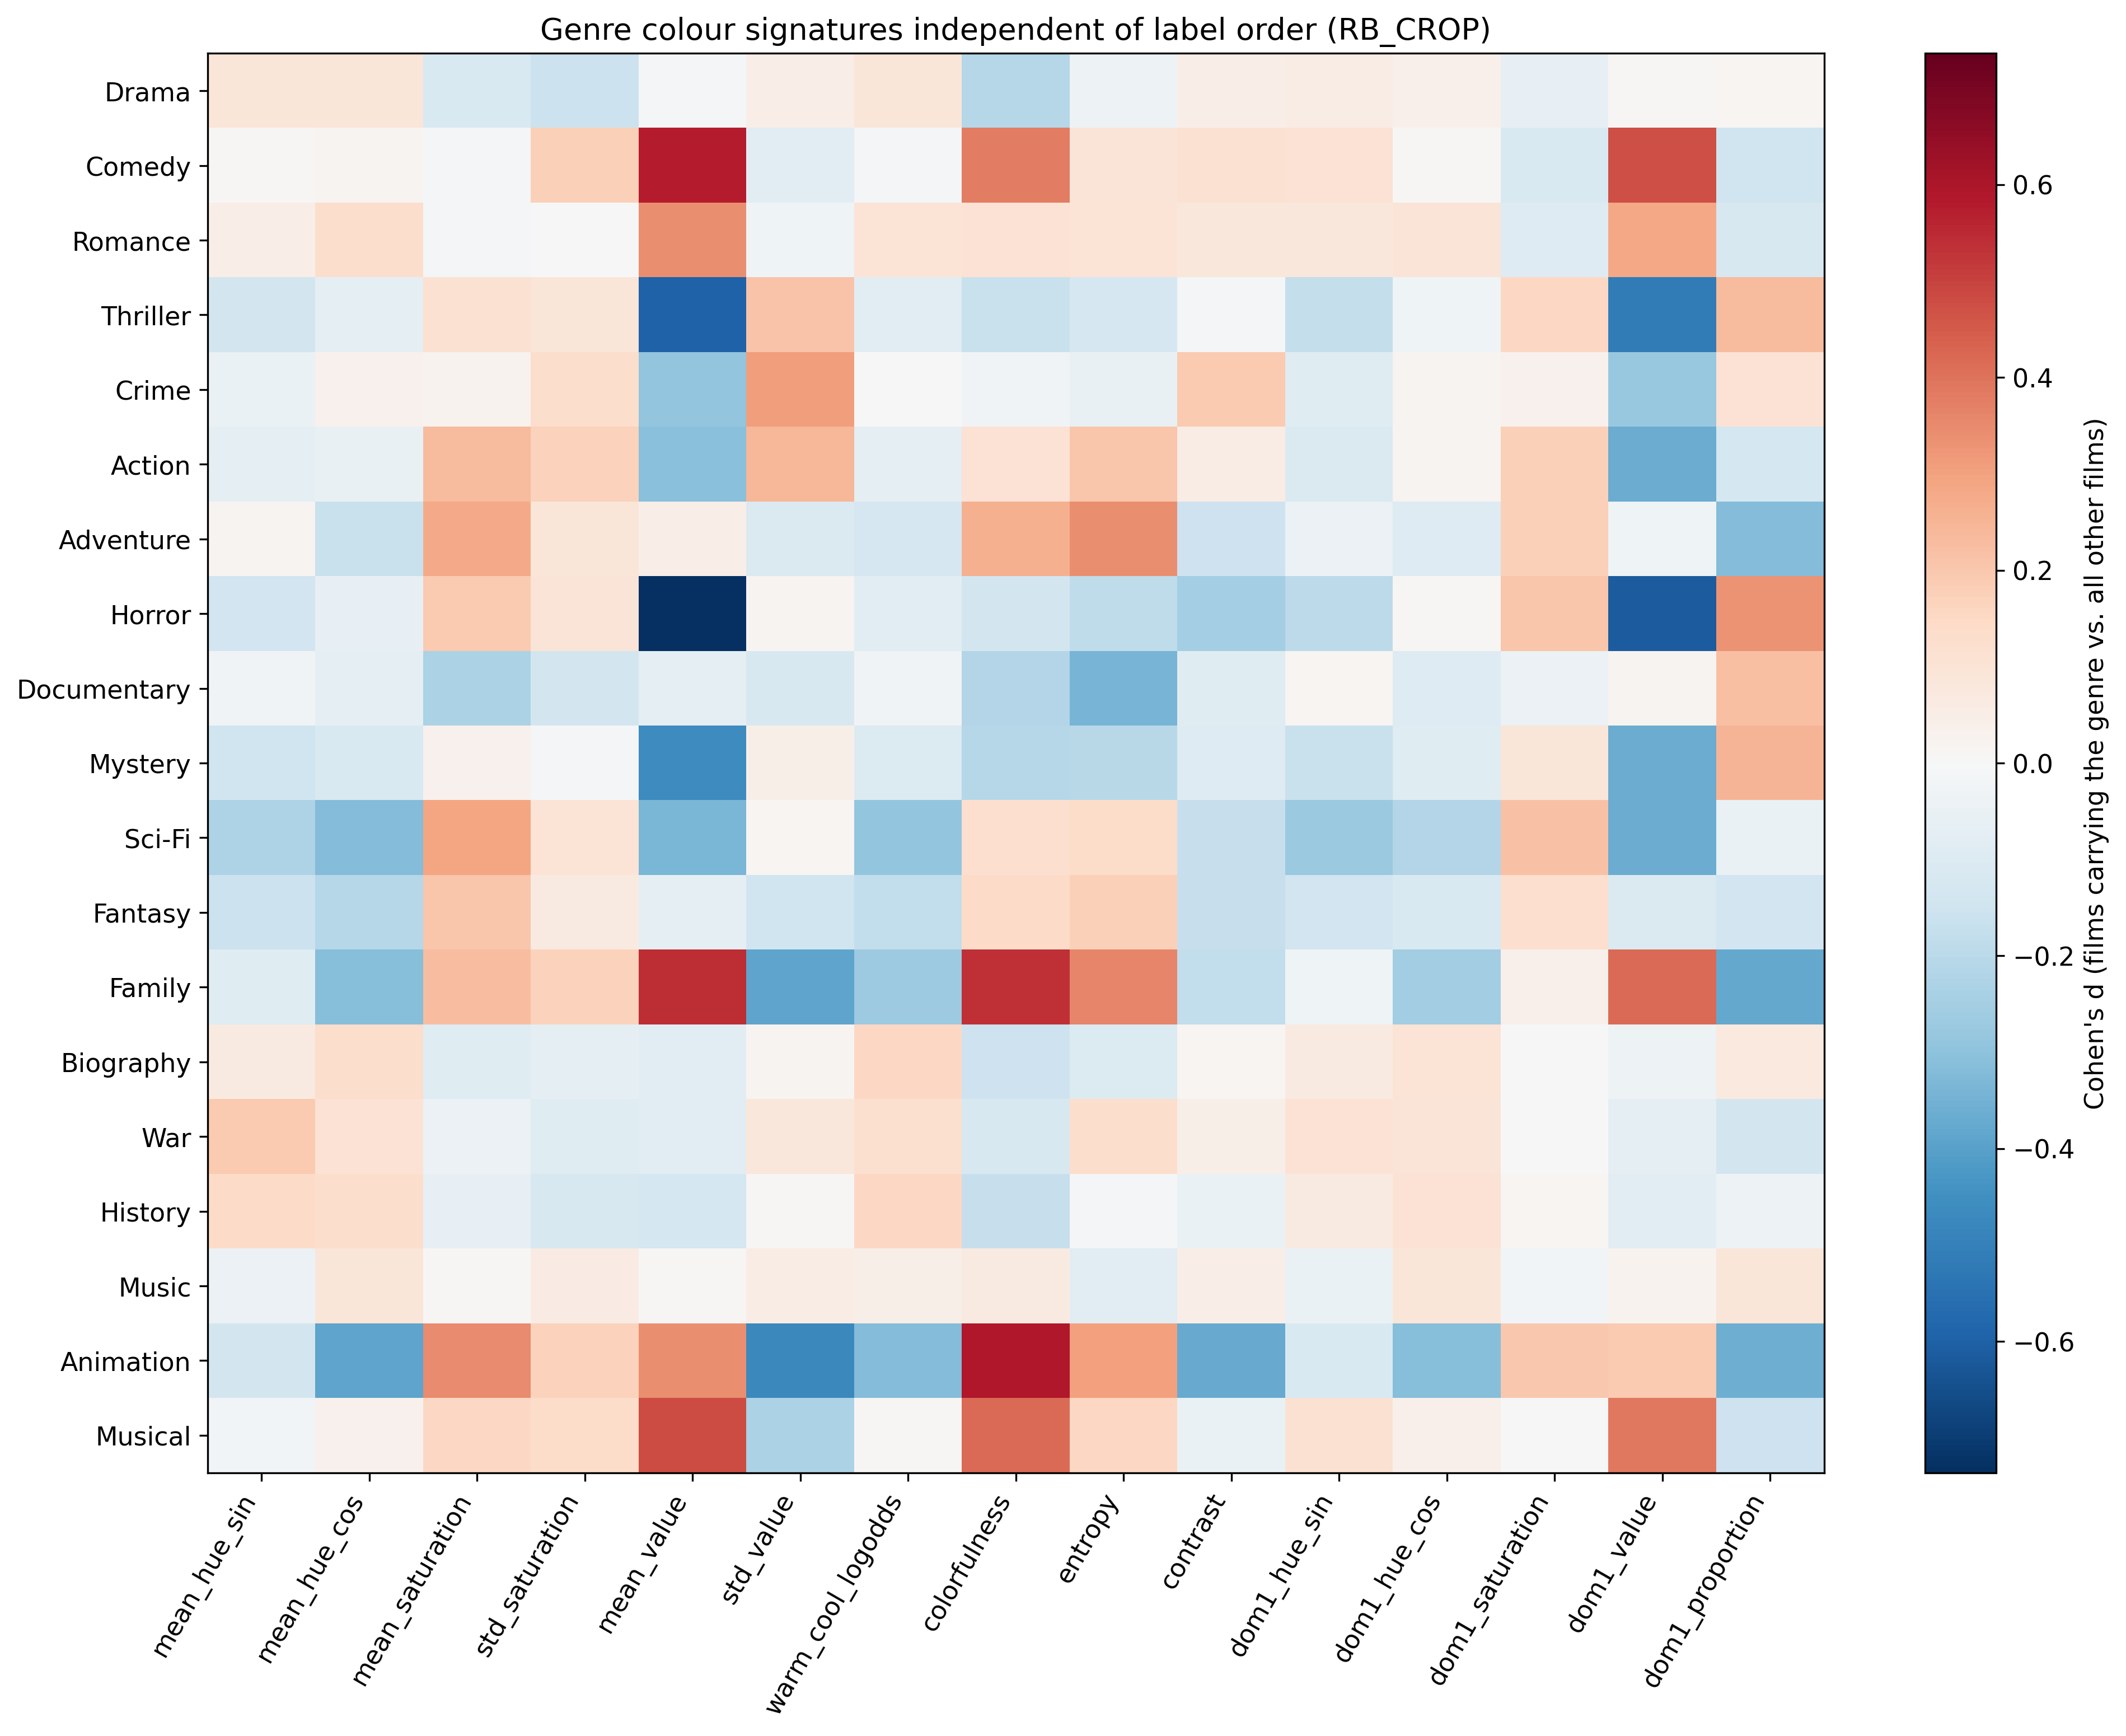 Genre colour signatures independent of label order (RB_CROP)
Drama
Comedy
Romance
Thriller
Crime
Action
Adventure
Horror
Documentary
Mystery
Sci-Fi
Fantasy
Family
Biography
War
History
Music
Animation
Musical
mean_hue_sin
mean_hue_cos
mean_saturation
std_saturation
mean_value
std_value
warm_cool_logodds
colorfulness
entropy
contrast
dom1_hue_sin
dom1_hue_cos
dom1_saturation
dom1_value
dom1_proportion
0.6
0.4
0.2
0.0
−0.2
−0.4
−0.6
Cohen's d (films carrying the genre vs. all other films)